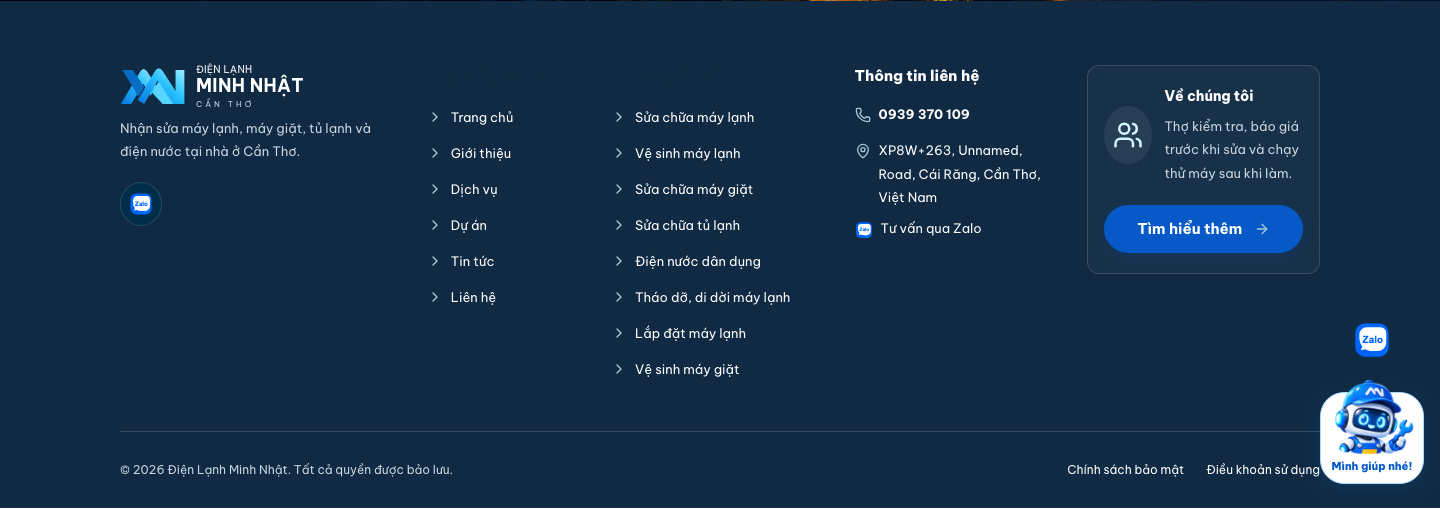 ĐIỆN LẠNH
MINH NHẬT
CẦN THƠ
Nhận sửa máy lạnh, máy giặt, tủ lạnh và
điện nước tại nhà ở Cần Thơ.
Zalo
Trang chủ
Giới thiệu
Dịch vụ
Dự án
Tin tức
Liên hệ
Sửa chữa máy lạnh
Vệ sinh máy lạnh
Sửa chữa máy giặt
Sửa chữa tủ lạnh
Điện nước dân dụng
Tháo dỡ, di dời máy lạnh
Lắp đặt máy lạnh
Vệ sinh máy giặt
Thông tin liên hệ
0939 370 109
XP8W+263, Unnamed,
Road, Cái Răng, Cần Thơ,
Việt Nam
Zalo Tư vấn qua Zalo
Về chúng tôi
Thợ kiểm tra, báo giá
trước khi sửa và chạy
thử máy sau khi làm.
Tìm hiểu thêm
Zalo
Mình giúp nhé!
© 2026 Điện Lạnh Minh Nhật. Tất cả quyền được bảo lưu.
Chính sách bảo mật
Điều khoản sử dụng